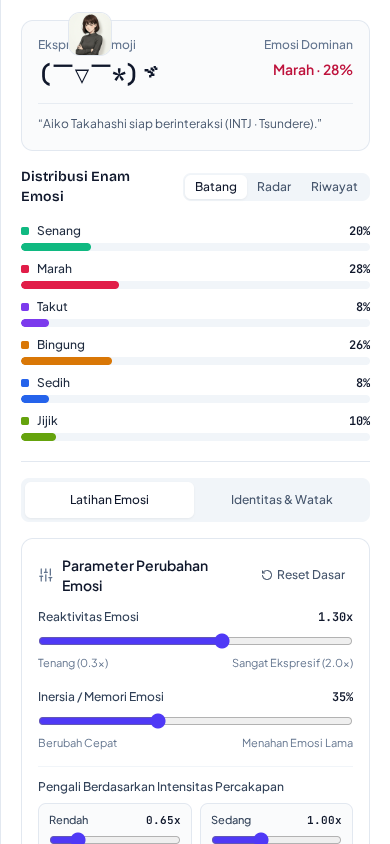 Emosi Dominan
(￣▽￣*)ゞ
Marah · 28%
“Aiko Takahashi siap berinteraksi (INTJ · Tsundere).”
Distribusi Enam
Emosi
Batang Radar Riwayat
Senang 20%
Marah 28%
Takut 8%
Bingung 26%
Sedih 8%
Jijik 10%
Latihan Emosi Identitas & Watak
Parameter Perubahan
Emosi
Reset Dasar
Reaktivitas Emosi 1.30x
Tenang (0.3x) Sangat Ekspresif (2.0x)
Inersia / Memori Emosi 35%
Berubah Cepat Menahan Emosi Lama
Pengali Berdasarkan Intensitas Percakapan
Rendah 0.65x Sedang 1.00x